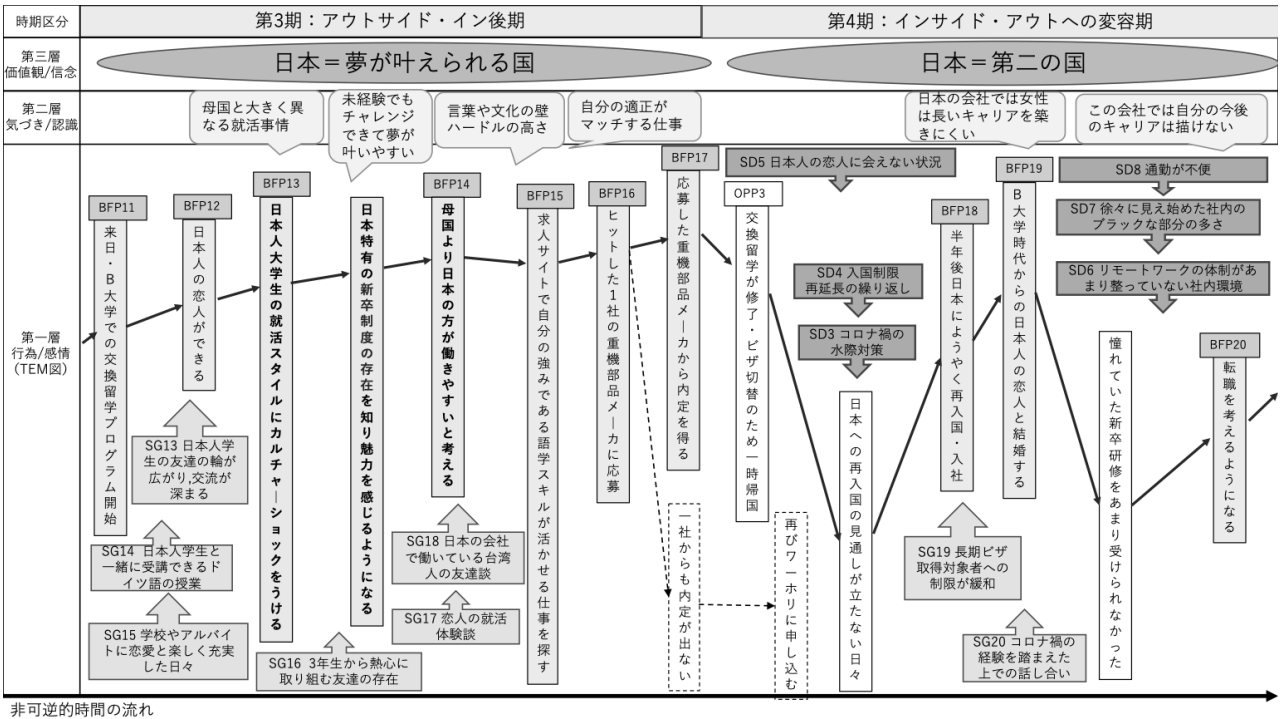 時期区分
第3期：アウトサイド・イン後期
第4期：インサイド・アウトへの変容期
第三層
価値観/信念
日本＝夢が叶えられる国
日本＝第二の国
第二層
気づき/認識
母国と大きく異
なる就活事情
未経験でも
チャレンジ
できて夢が
叶いやすい
言葉や文化の壁
ハードルの高さ
自分の適正が
マッチする仕事
日本の会社では女性
は長いキャリアを築
きにくい
この会社では自分の今後
のキャリアは描けない
第一層
行為/感情
（TEM図）
BFP11
来日・B大学での交換留学プログラム開始
BFP12
日本人の恋人ができる
BFP13
日本人大学生の就活スタイルにカルチャーショックをうける
日本特有の新卒制度の存在を知り魅力を感じるようになる
BFP14
母国より日本の方が働きやすいと考える
BFP15
求人サイトで自分の強みである語学スキルが活かせる仕事を探す
BFP16
ヒットした1社の重機部品メーカに応募
BFP17
応募した重機部品メーカから内定を得る
一社からも内定が出ない
OPP3
交換留学が修了・ビザ切替のため一時帰国
再びワーホリに申し込む
SD5 日本人の恋人に会えない状況
SD4 入国制限
再延長の繰り返し
SD3 コロナ禍の
水際対策
日本への再入国の見通しが立たない日々
BFP18
半年後日本にようやく再入国・入社
BFP19
B大学時代からの日本人の恋人と結婚する
SD8 通勤が不便
SD7 徐々に見え始めた社内の
ブラックな部分の多さ
SD6 リモートワークの体制があ
まり整っていない社内環境
憧れていた新卒研修をあまり受けられなかった
BFP20
転職を考えるようになる
SG13 日本人学
生の友達の輪が
広がり,交流が
深まる
SG14 日本人学生と
一緒に受講できるド
イツ語の授業
SG15 学校やアルバイ
トに恋愛と楽しく充実
した日々
SG16 3年生から熱心に
取り組む友達の存在
SG18 日本の会社
で働いている台湾
人の友達談
SG17 恋人の就活
体験談
SG19 長期ビザ
取得対象者への
制限が緩和
SG20 コロナ禍の
経験を踏まえた
上での話し合い
非可逆的時間の流れ